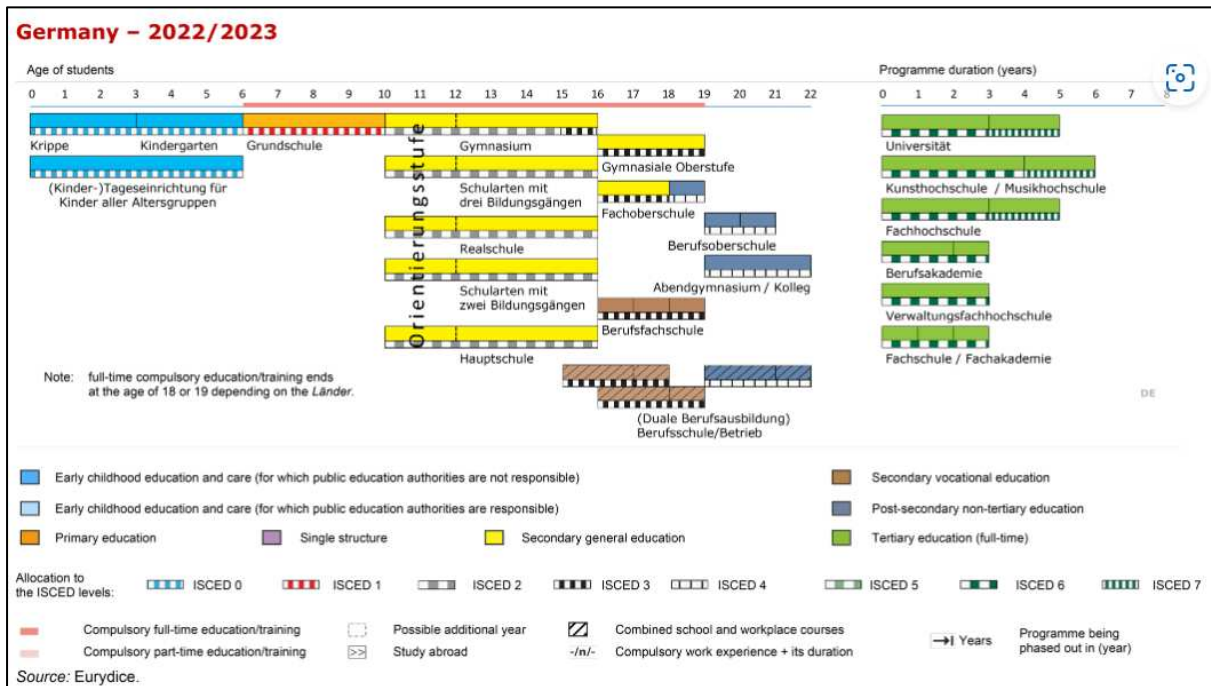 Germany – 2022/2023
Age of students
Programme duration (years)
0 1 2 3 4 5 6 7 8 9 10 11 12 13 14 15 16 17 18 19 20 21 22
0 1 2 3 4 5 6 7 8
Krippe
Kindergarten
Grundschule
Gymnasium
Gymnasiale Oberstufe
(Kinder-)Tageseinrichtung für
Kinder aller Altersgruppen
Orientierungsstufe
Schularten mit
drei Bildungsgängen
Fachoberschule
Realschule
Berufsoberschule
Schularten mit
zwei Bildungsgängen
Abendgymnasium / Kolleg
Berufsfachschule
Hauptschule
(Duale Berufsausbildung)
Berufsschule/Betrieb
Universität
Kunsthochschule / Musikhochschule
Fachhochschule
Berufsakademie
Verwaltungsfachhochschule
Fachschule / Fachakademie
Note: full-time compulsory education/training ends
at the age of 18 or 19 depending on the Länder.
DE
Early childhood education and care (for which public education authorities are not responsible)
Secondary vocational education
Early childhood education and care (for which public education authorities are responsible)
Post-secondary non-tertiary education
Primary education
Single structure
Secondary general education
Tertiary education (full-time)
Allocation to
the ISCED levels:
ISCED 0
ISCED 1
ISCED 2
ISCED 3
ISCED 4
ISCED 5
ISCED 6
ISCED 7
Compulsory full-time education/training
Possible additional year
Combined school and workplace courses
Years
Programme being
phased out in (year)
Compulsory part-time education/training
>> Study abroad
-/n/- Compulsory work experience + its duration
Source: Eurydice.